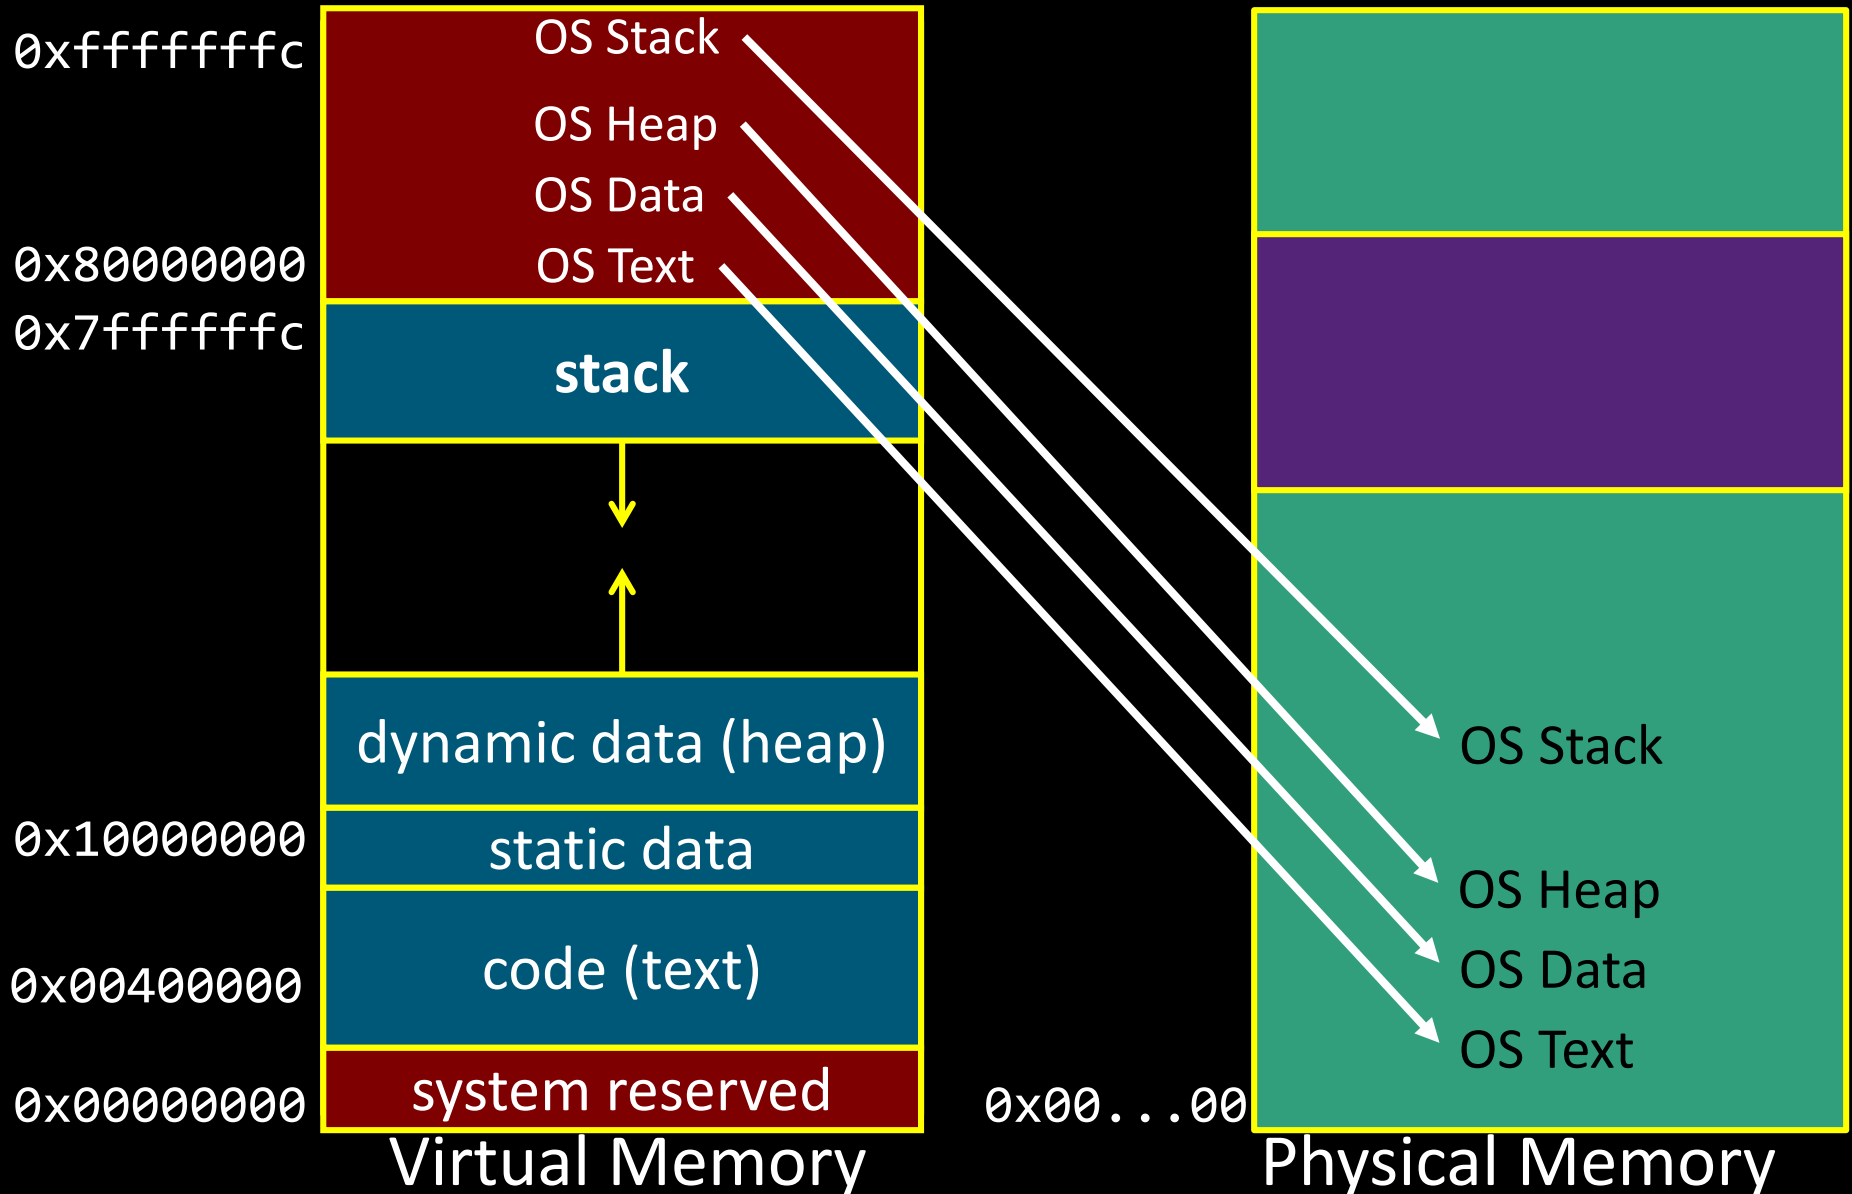 0xfffffffc
OS Stack
OS Heap
OS Data
0x80000000
OS Text
0x7ffffffc
stack
dynamic data (heap)
0x10000000
static data
code (text)
0x00400000
system reserved
0x00000000
Virtual Memory
OS Stack
OS Heap
OS Data
OS Text
0x00...00
Physical Memory